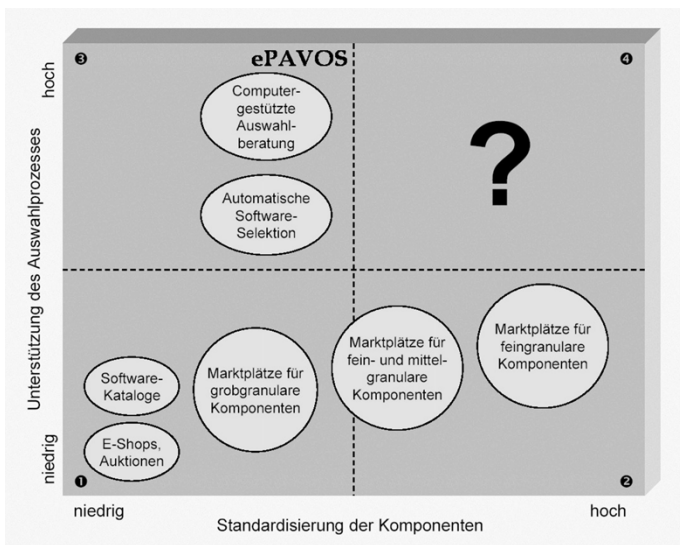 ❸
ePAVOS
❹
hoch
Computer-
gestützte
Auswahl-
beratung
?
Automatische
Software-
Selektion
Unterstützung des Auswahlprozesses
Software-
Kataloge
Marktplätze für
grobgranulare
Komponenten
Marktplätze für
fein- und mittel-
granulare
Komponenten
Marktplätze für
feingranulare
Komponenten
E-Shops,
Auktionen
niedrig
❶
❷
niedrig
hoch
Standardisierung der Komponenten